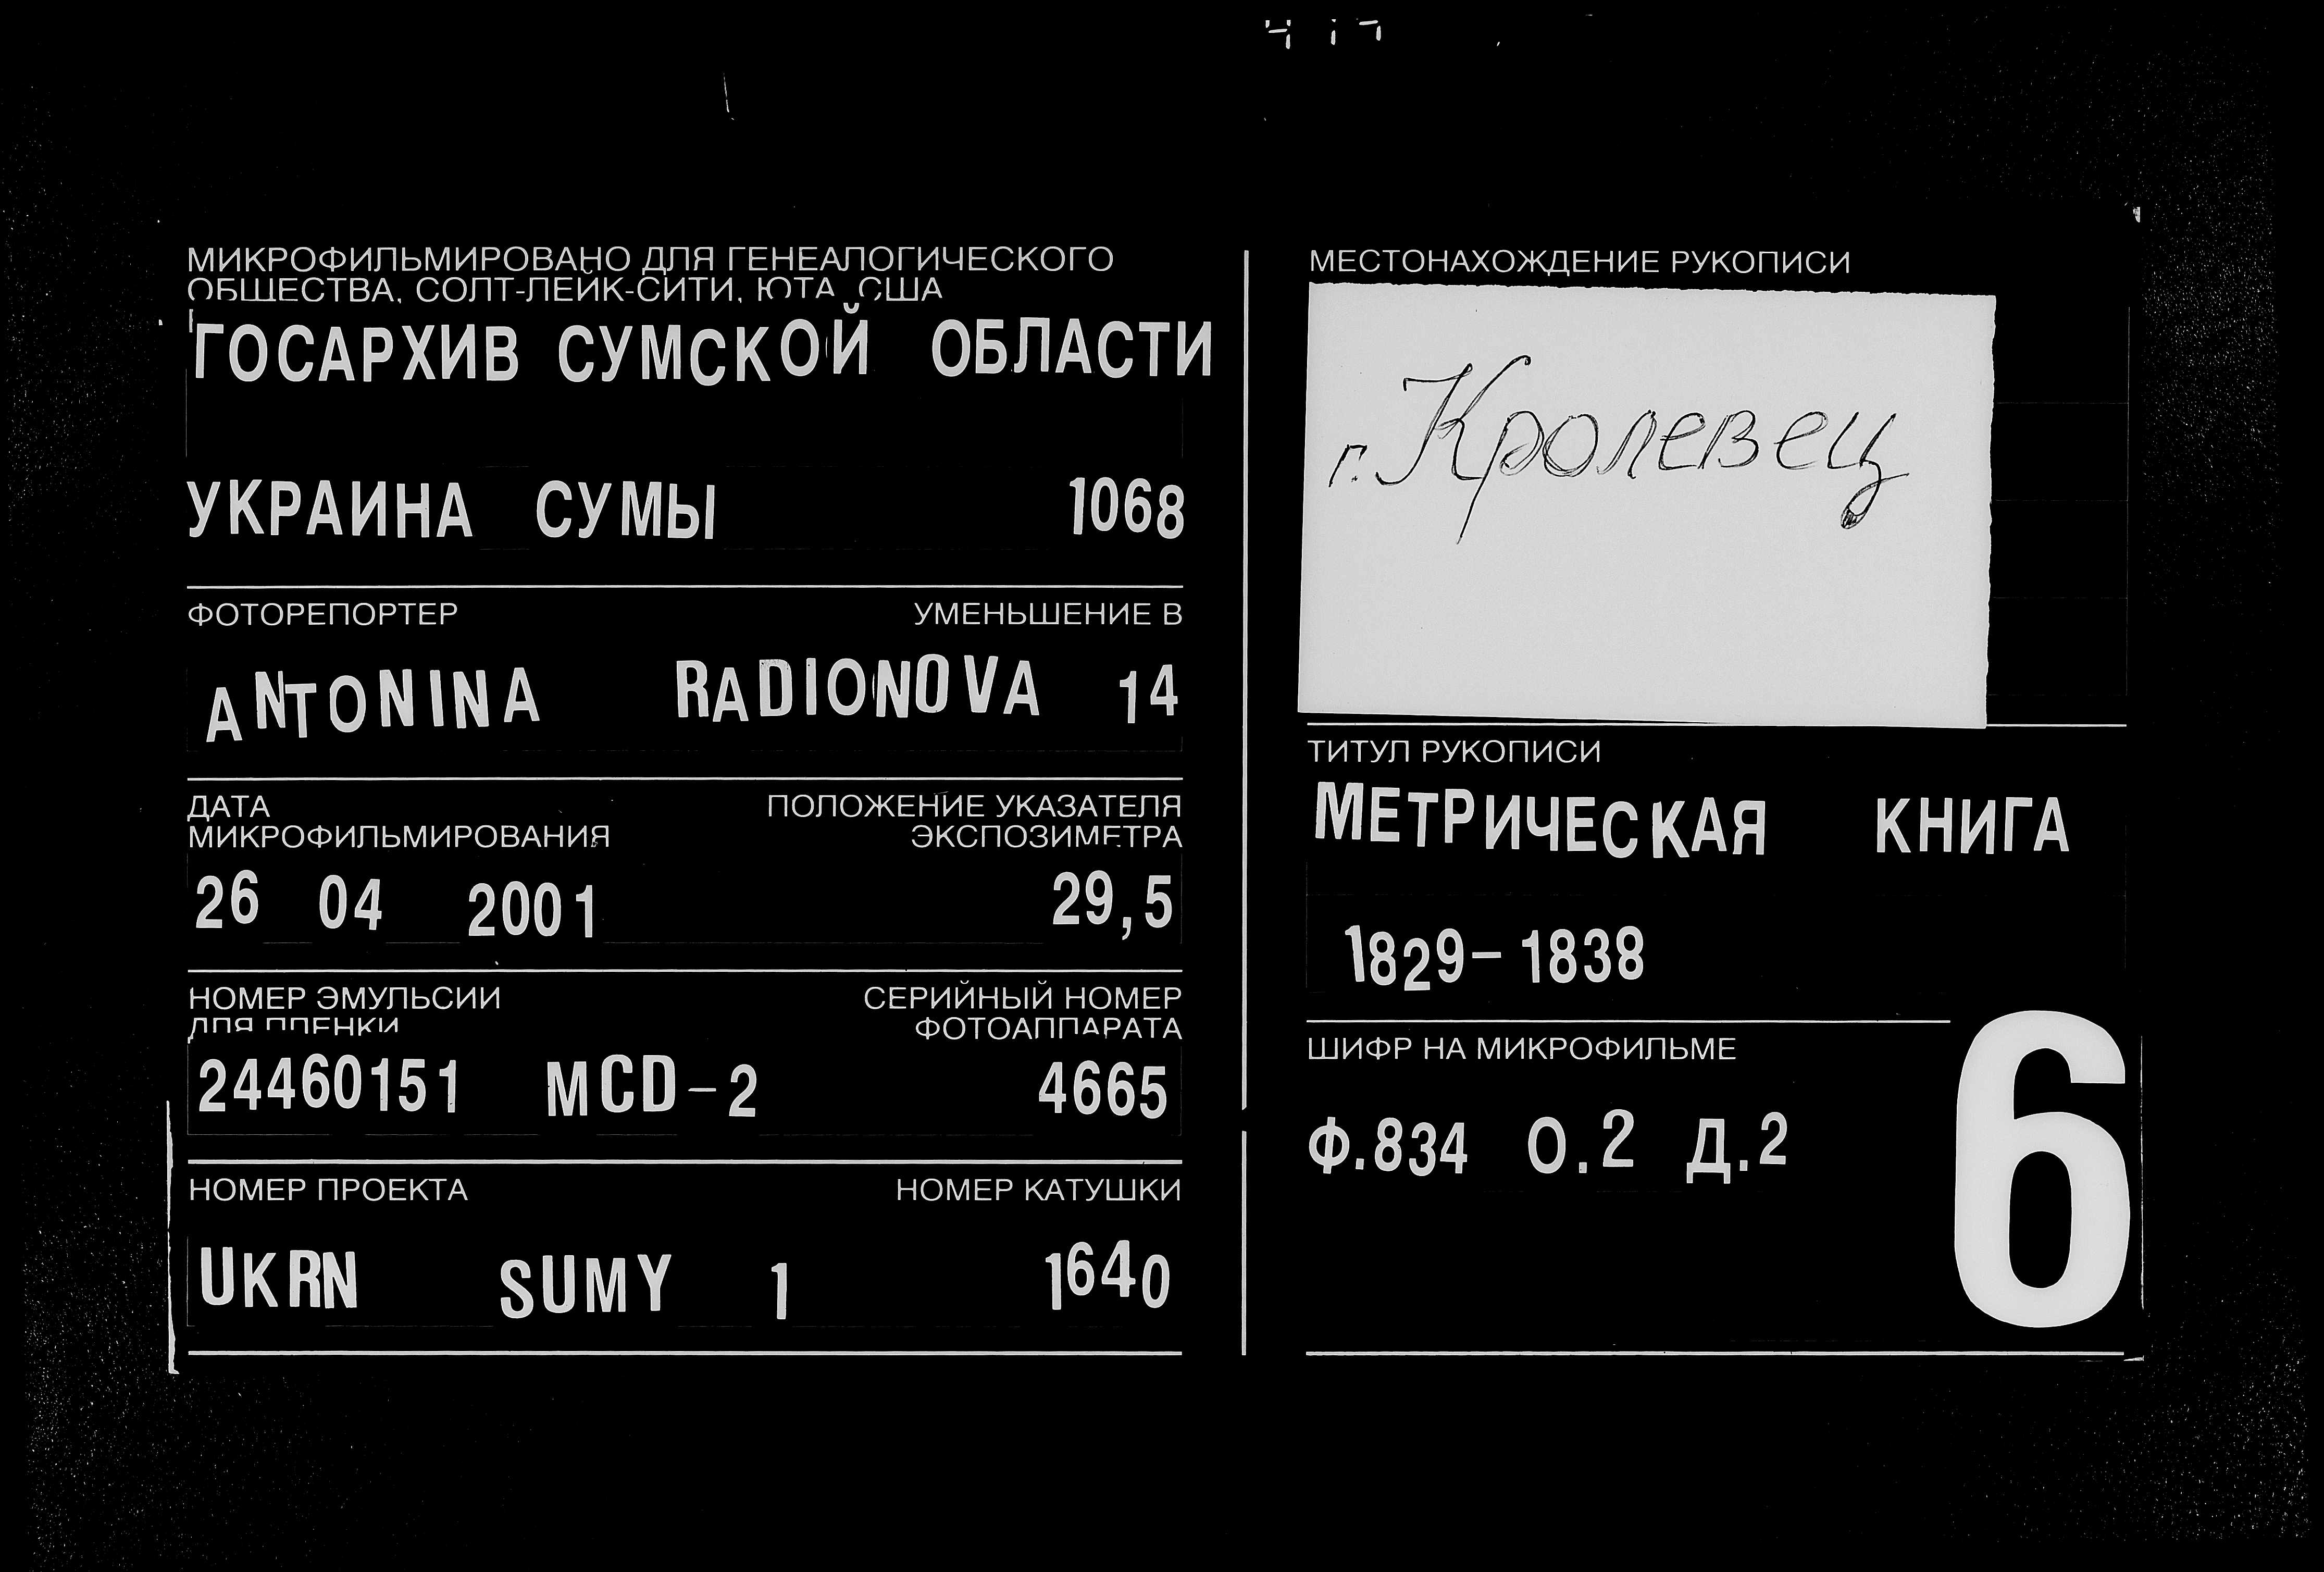 МИКРОФИЛЬМИРОВАНО ДЛЯ ГЕНЕАЛОГИЧЕСКОГО
ОБЩЕСТВА, СОЛТ-ЛЕЙК-СИТИ, ЮТА США
ГОСАРХИВ СУМСКОЙ ОБЛАСТИ
УКРАИНА СУМЫ 1068
ФОТОРЕПОРТЕР УМЕНЬШЕНИЕ В
ANTONINA RADIONOVA 14
ДАТА
МИКРОФИЛЬМИРОВАНИЯ
ПОЛОЖЕНИЕ УКАЗАТЕЛЯ
ЭКСПОЗИМЕТРА
26 04 2001 29,5
НОМЕР ЭМУЛЬСИИ
ДЛЯ ПЛЕНКИ
СЕРИЙНЫЙ НОМЕР
ФОТОАППАРАТА
24460151 MCD-2 4665
НОМЕР ПРОЕКТА НОМЕР КАТУШКИ
UKRN SUMY 1 1640
МЕСТОНАХОЖДЕНИЕ РУКОПИСИ
г. Кролевец
ТИТУЛ РУКОПИСИ
МЕТРИЧЕСКАЯ КНИГА
1829-1838
ШИФР НА МИКРОФИЛЬМЕ
Ф.834 О.2 Д.2
6